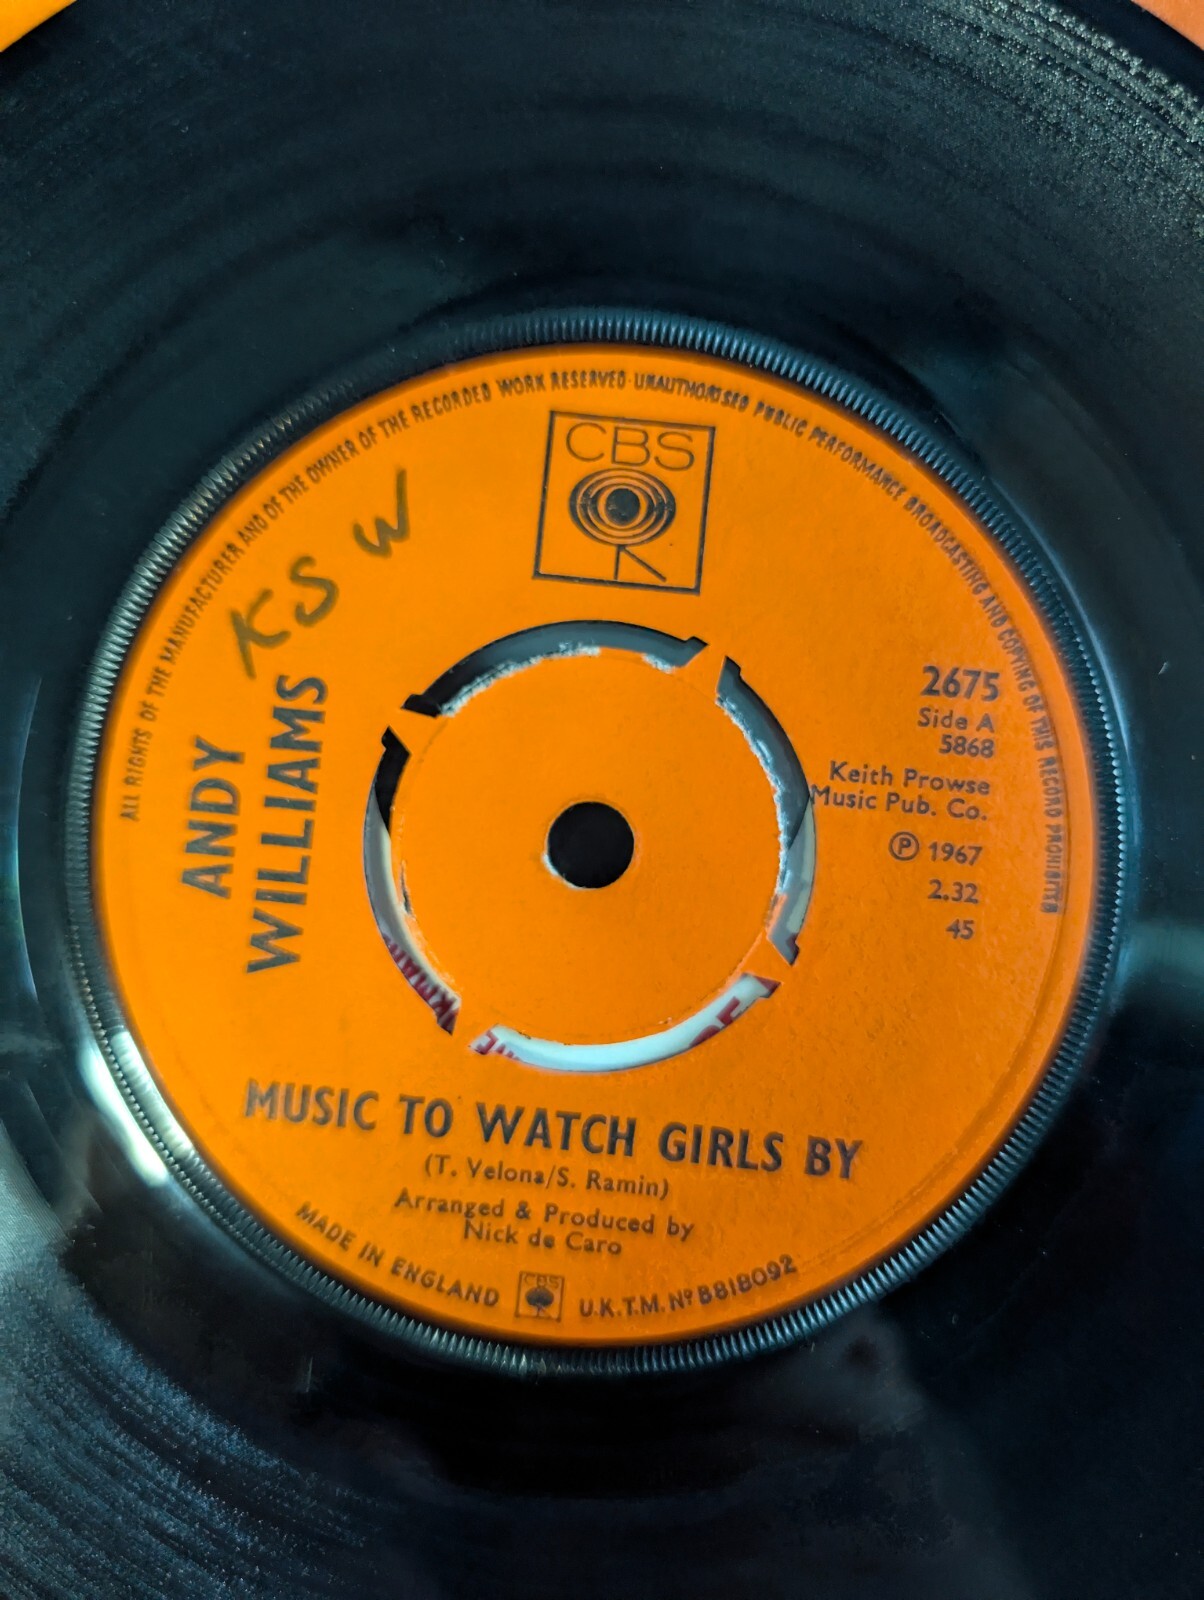 ALL RIGHTS OF THE MANUFACTURER AND OF THE OWNER OF THE RECORDED WORK RESERVED · UNAUTHORISED PUBLIC PERFORMANCE BROADCASTING AND COPYING OF THIS RECORD PROHIBITED
CBS
KSW
ANDY
WILLIAMS
2675
Side A
5868
Keith Prowse
Music Pub. Co.
Ⓟ 1967
2.32
45
MUSIC TO WATCH GIRLS BY
(T. Velona/S. Ramin)
Arranged & Produced by
Nick de Caro
MADE IN ENGLAND CBS U.K.T.M. Nº B818092